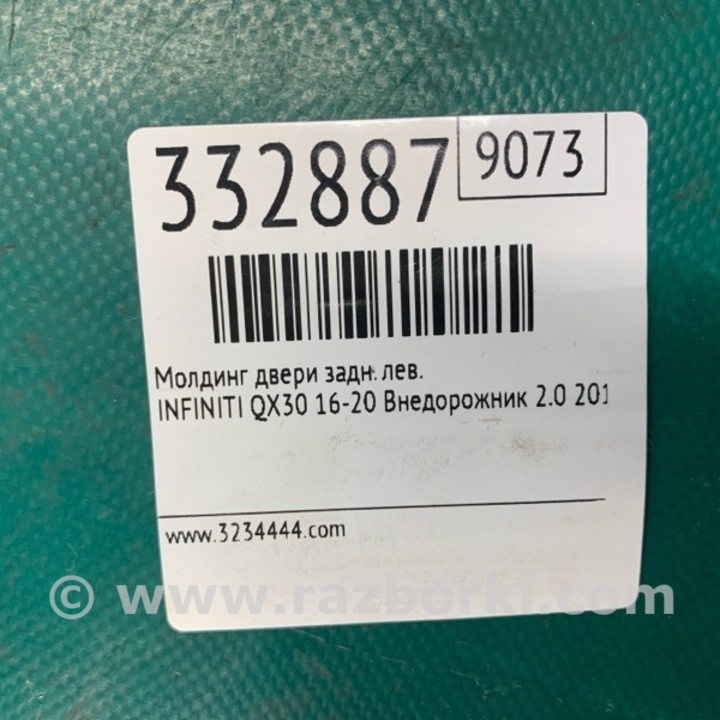 332887 9073
Молдинг двери задн. лев.
INFINITI QX30 16-20 Внедорожник 2.0 201
www.3234444.com
© www.razborki.com